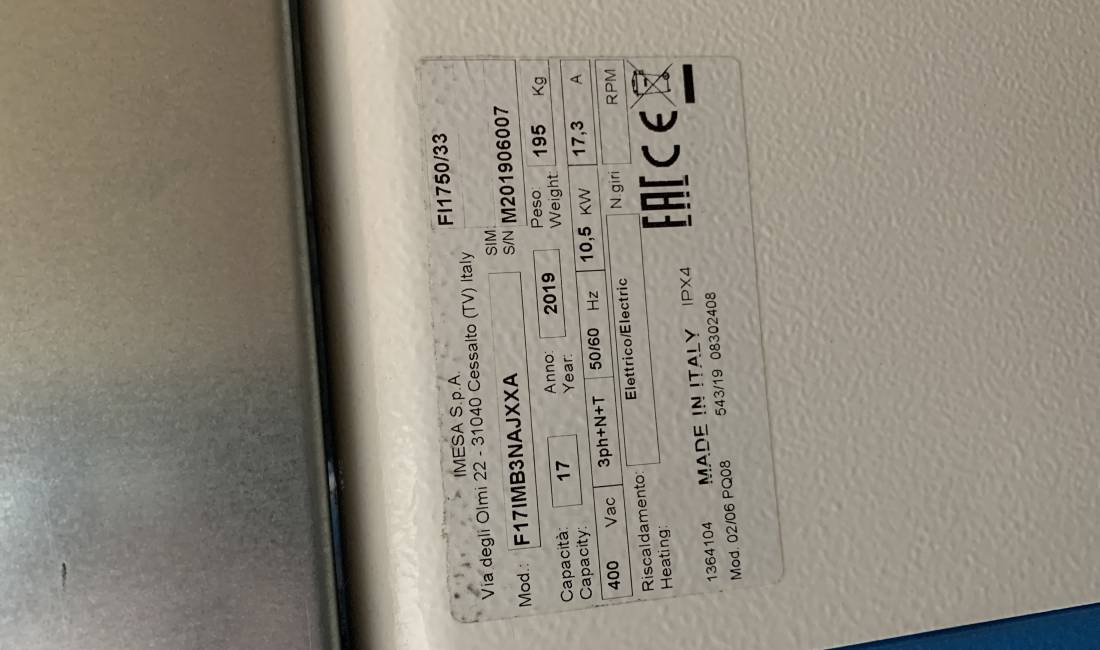 IMESA S.p.A. FI1750/33
Via degli Olmi 22 - 31040 Cessalto (TV) Italy
SIM:
Mod.: F17IMB3NAJXXA S/N M201906007
Capacità: 17 Anno: 2019 Peso: 195 Kg
Capacity: Year: Weight:
400 Vac 3ph+N+T 50/60 Hz 10,5 KW 17,3 A
Riscaldamento: Elettrico/Electric N.giri RPM
Heating:
EAC CE
1364104 MADE IN ITALY IPX4
Mod. 02/06 PQ08 543/19 08302408